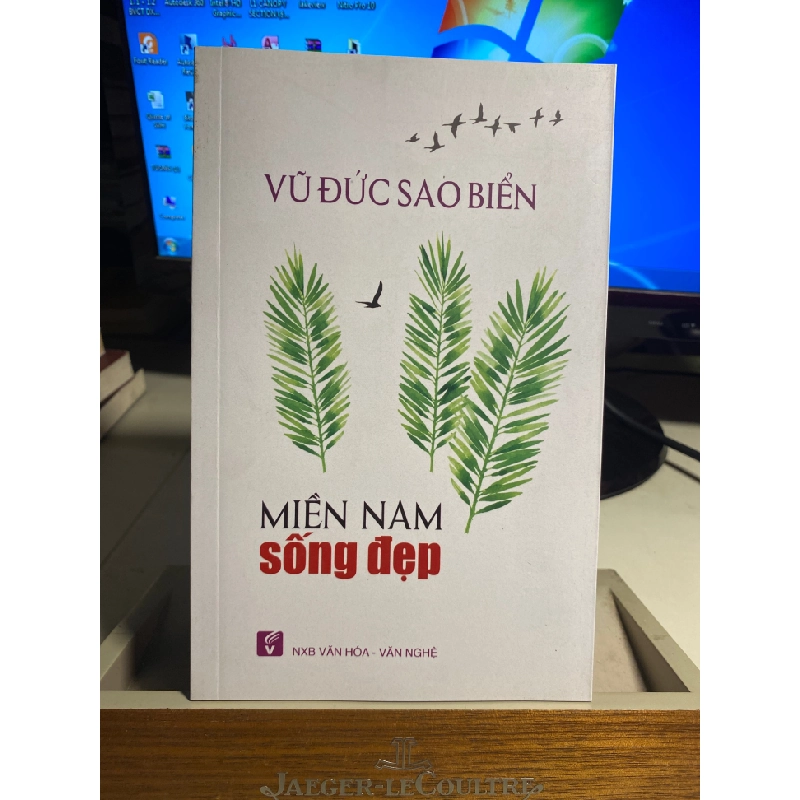 VŨ ĐỨC SAO BIỂN
MIỀN NAM
sống đẹp
NXB VĂN HÓA - VĂN NGHỆ
JAEGER-LECOULTRE